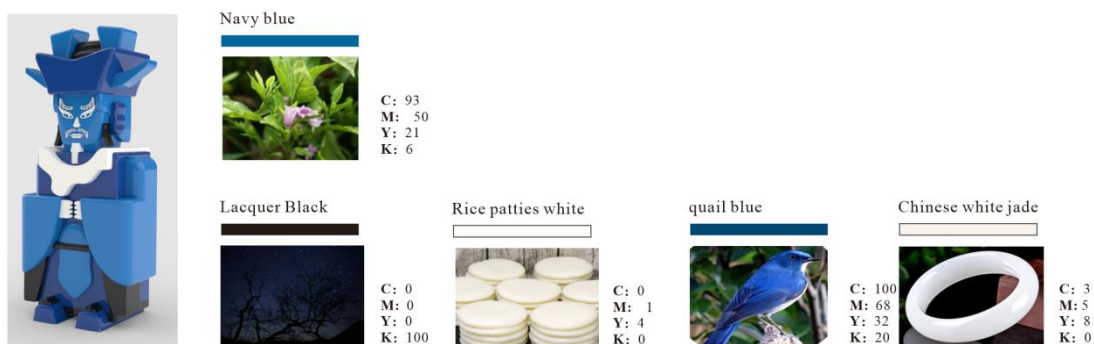 Navy blue
C: 93
M: 50
Y: 21
K: 6
Lacquer Black
C: 0
M: 0
Y: 0
K: 100
Rice patties white
C: 0
M: 1
Y: 4
K: 0
quail blue
C: 100
M: 68
Y: 32
K: 20
Chinese white jade
C: 3
M: 5
Y: 8
K: 0